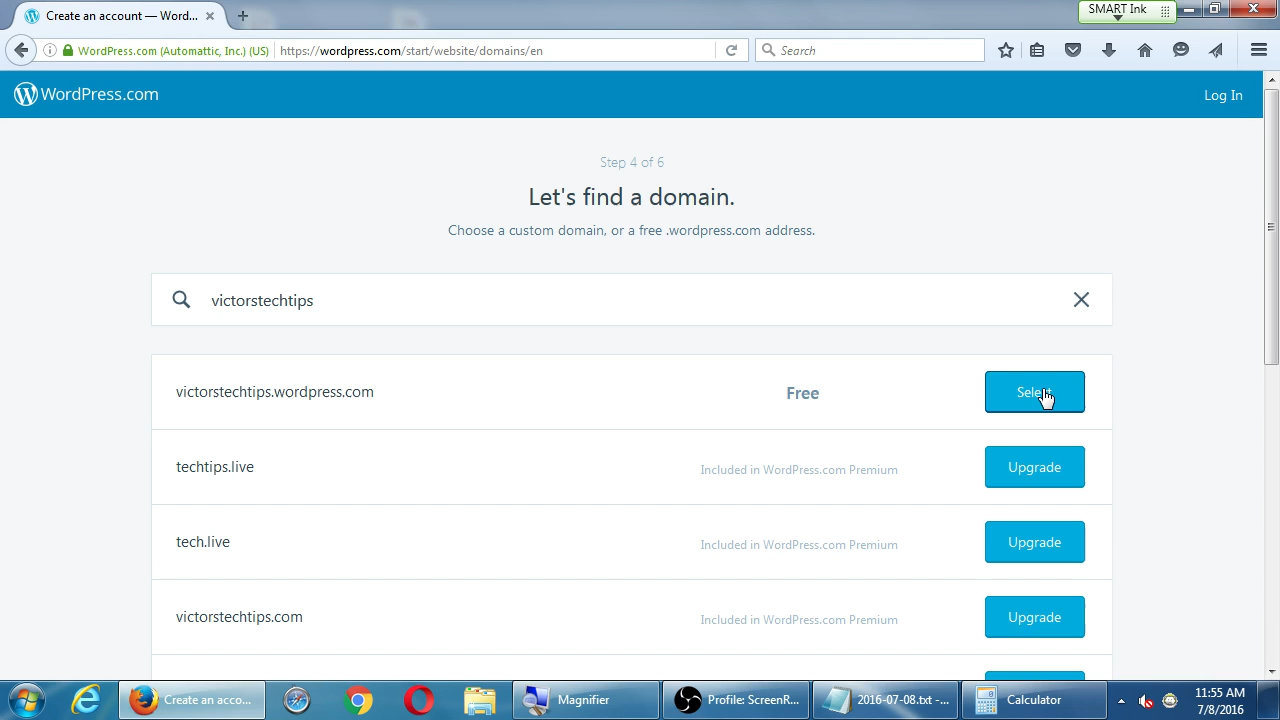 Create an account — Word...
SMART Ink
WordPress.com (Automattic, Inc.) (US)
https://wordpress.com/start/website/domains/en
Search
WordPress.com
Log In
Step 4 of 6
Let's find a domain.
Choose a custom domain, or a free .wordpress.com address.
victorstechtips
victorstechtips.wordpress.com
Free
Select
techtips.live
Included in WordPress.com Premium
Upgrade
tech.live
Included in WordPress.com Premium
Upgrade
victorstechtips.com
Included in WordPress.com Premium
Upgrade
Create an acco...
Magnifier
Profile: ScreenR...
2016-07-08.txt -...
Calculator
11:55 AM
7/8/2016